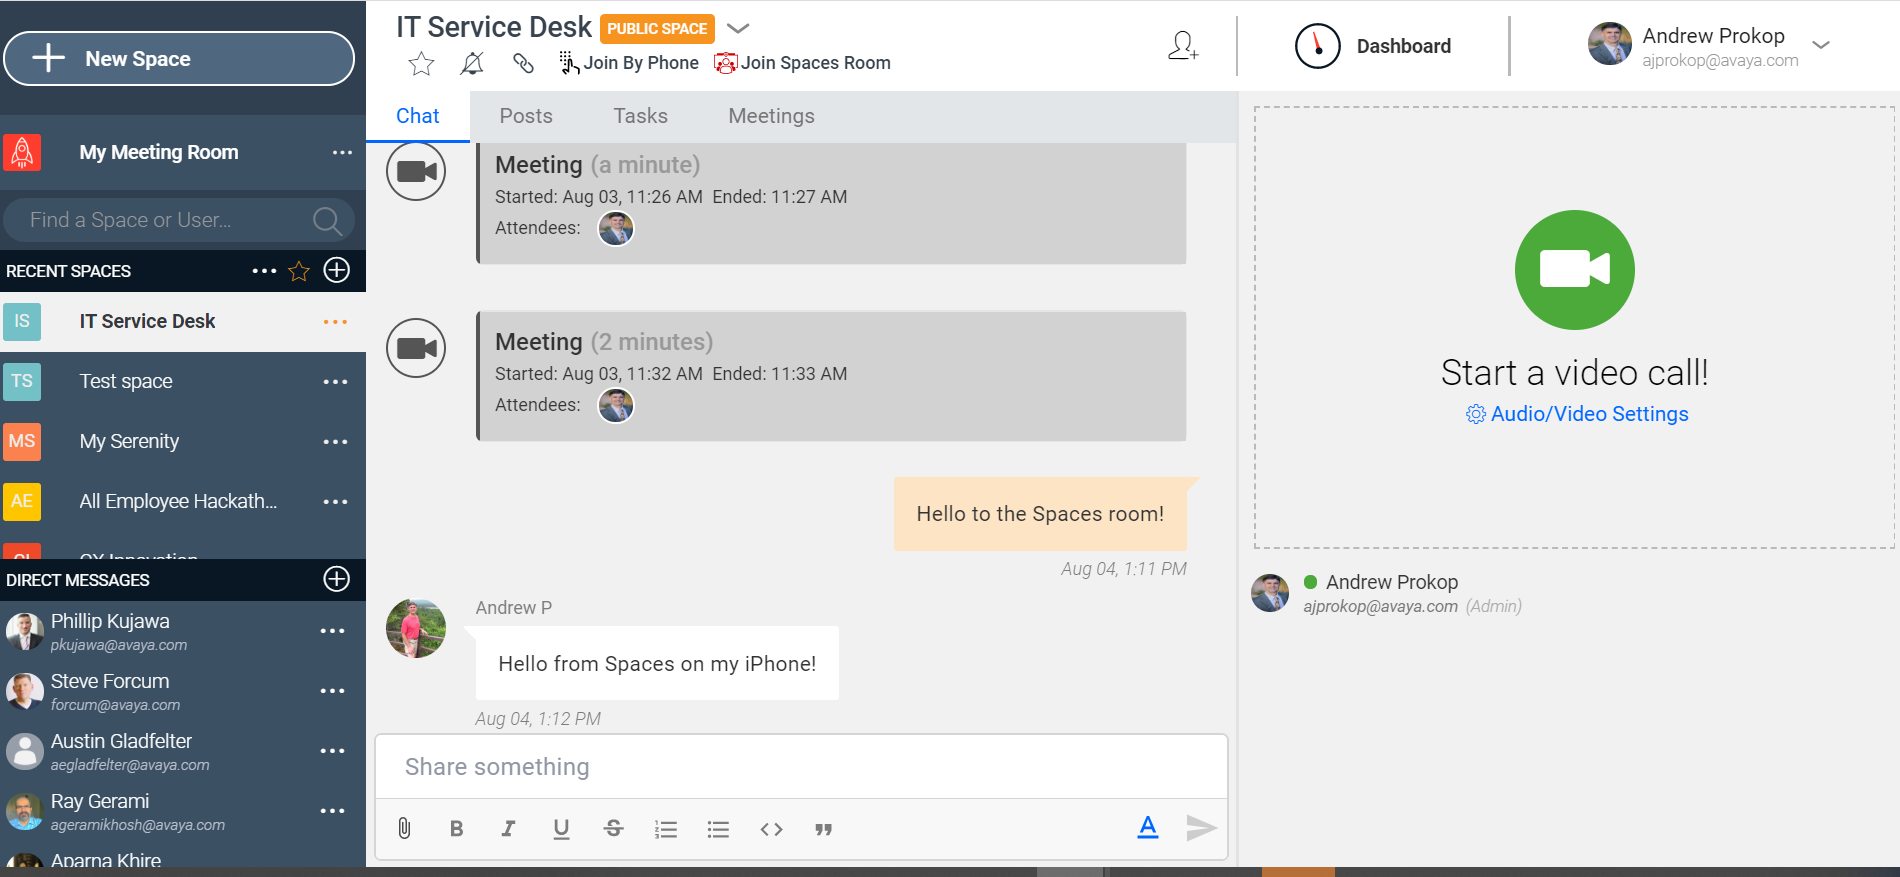 New Space
My Meeting Room
Find a Space or User...
RECENT SPACES
IS IT Service Desk
TS Test space
MS My Serenity
AE All Employee Hackath...
DIRECT MESSAGES
Phillip Kujawa
pkujawa@avaya.com
Steve Forcum
forcum@avaya.com
Austin Gladfelter
aegladfelter@avaya.com
Ray Gerami
ageramikhosh@avaya.com
Aparna Khire
IT Service Desk PUBLIC SPACE
Join By Phone Join Spaces Room
Dashboard
Andrew Prokop
ajprokop@avaya.com
Chat Posts Tasks Meetings
Meeting (a minute)
Started: Aug 03, 11:26 AM Ended: 11:27 AM
Attendees:
Meeting (2 minutes)
Started: Aug 03, 11:32 AM Ended: 11:33 AM
Attendees:
Hello to the Spaces room!
Aug 04, 1:11 PM
Andrew P
Hello from Spaces on my iPhone!
Aug 04, 1:12 PM
Share something
B I U S A
Start a video call!
Audio/Video Settings
Andrew Prokop
ajprokop@avaya.com (Admin)